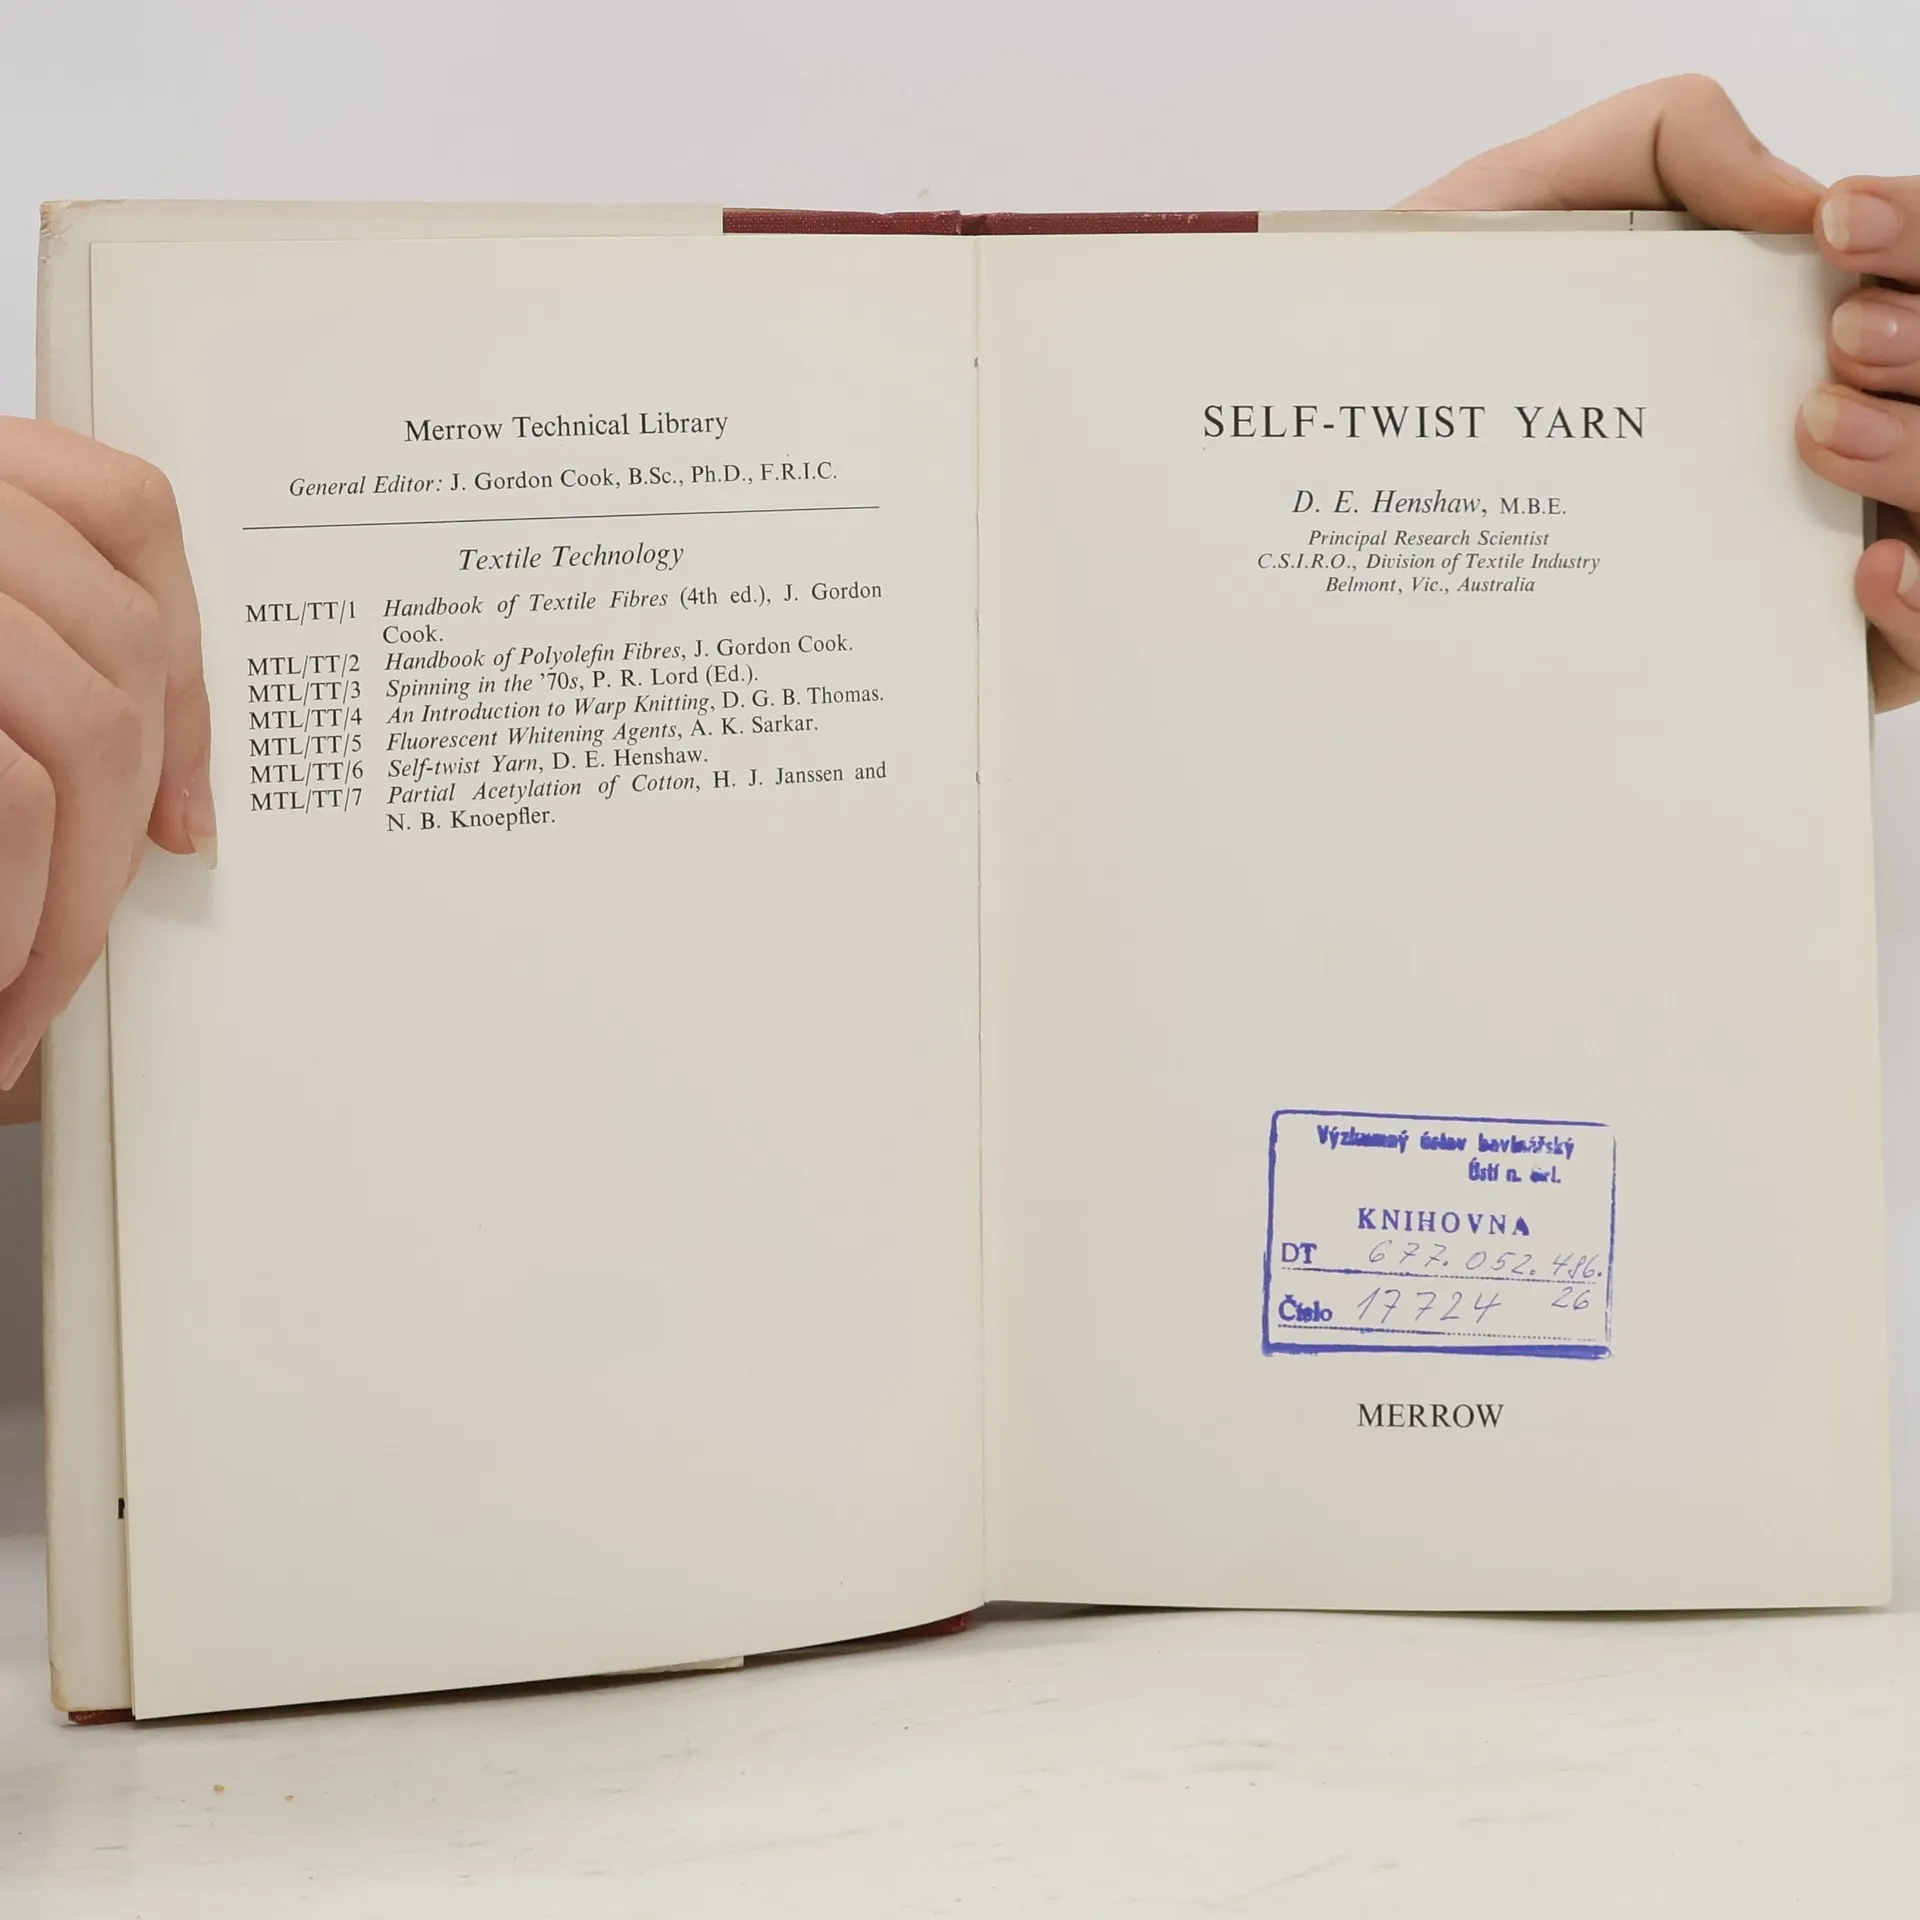 Merrow Technical Library
General Editor: J. Gordon Cook, B.Sc., Ph.D., F.R.I.C.
Textile Technology
MTL/TT/1 Handbook of Textile Fibres (4th ed.), J. Gordon
Cook.
MTL/TT/2 Handbook of Polyolefin Fibres, J. Gordon Cook.
MTL/TT/3 Spinning in the '70s, P. R. Lord (Ed.).
MTL/TT/4 An Introduction to Warp Knitting, D. G. B. Thomas.
MTL/TT/5 Fluorescent Whitening Agents, A. K. Sarkar.
MTL/TT/6 Self-twist Yarn, D. E. Henshaw.
MTL/TT/7 Partial Acetylation of Cotton, H. J. Janssen and
N. B. Knoepfler.
SELF-TWIST YARN
D. E. Henshaw, M.B.E.
Principal Research Scientist
C.S.I.R.O., Division of Textile Industry
Belmont, Vic., Australia
Výzkumný ústav bavlnářský
Ústí n. orl.
KNIHOVNA
DT 677.052.486.
26
Číslo 17724
MERROW